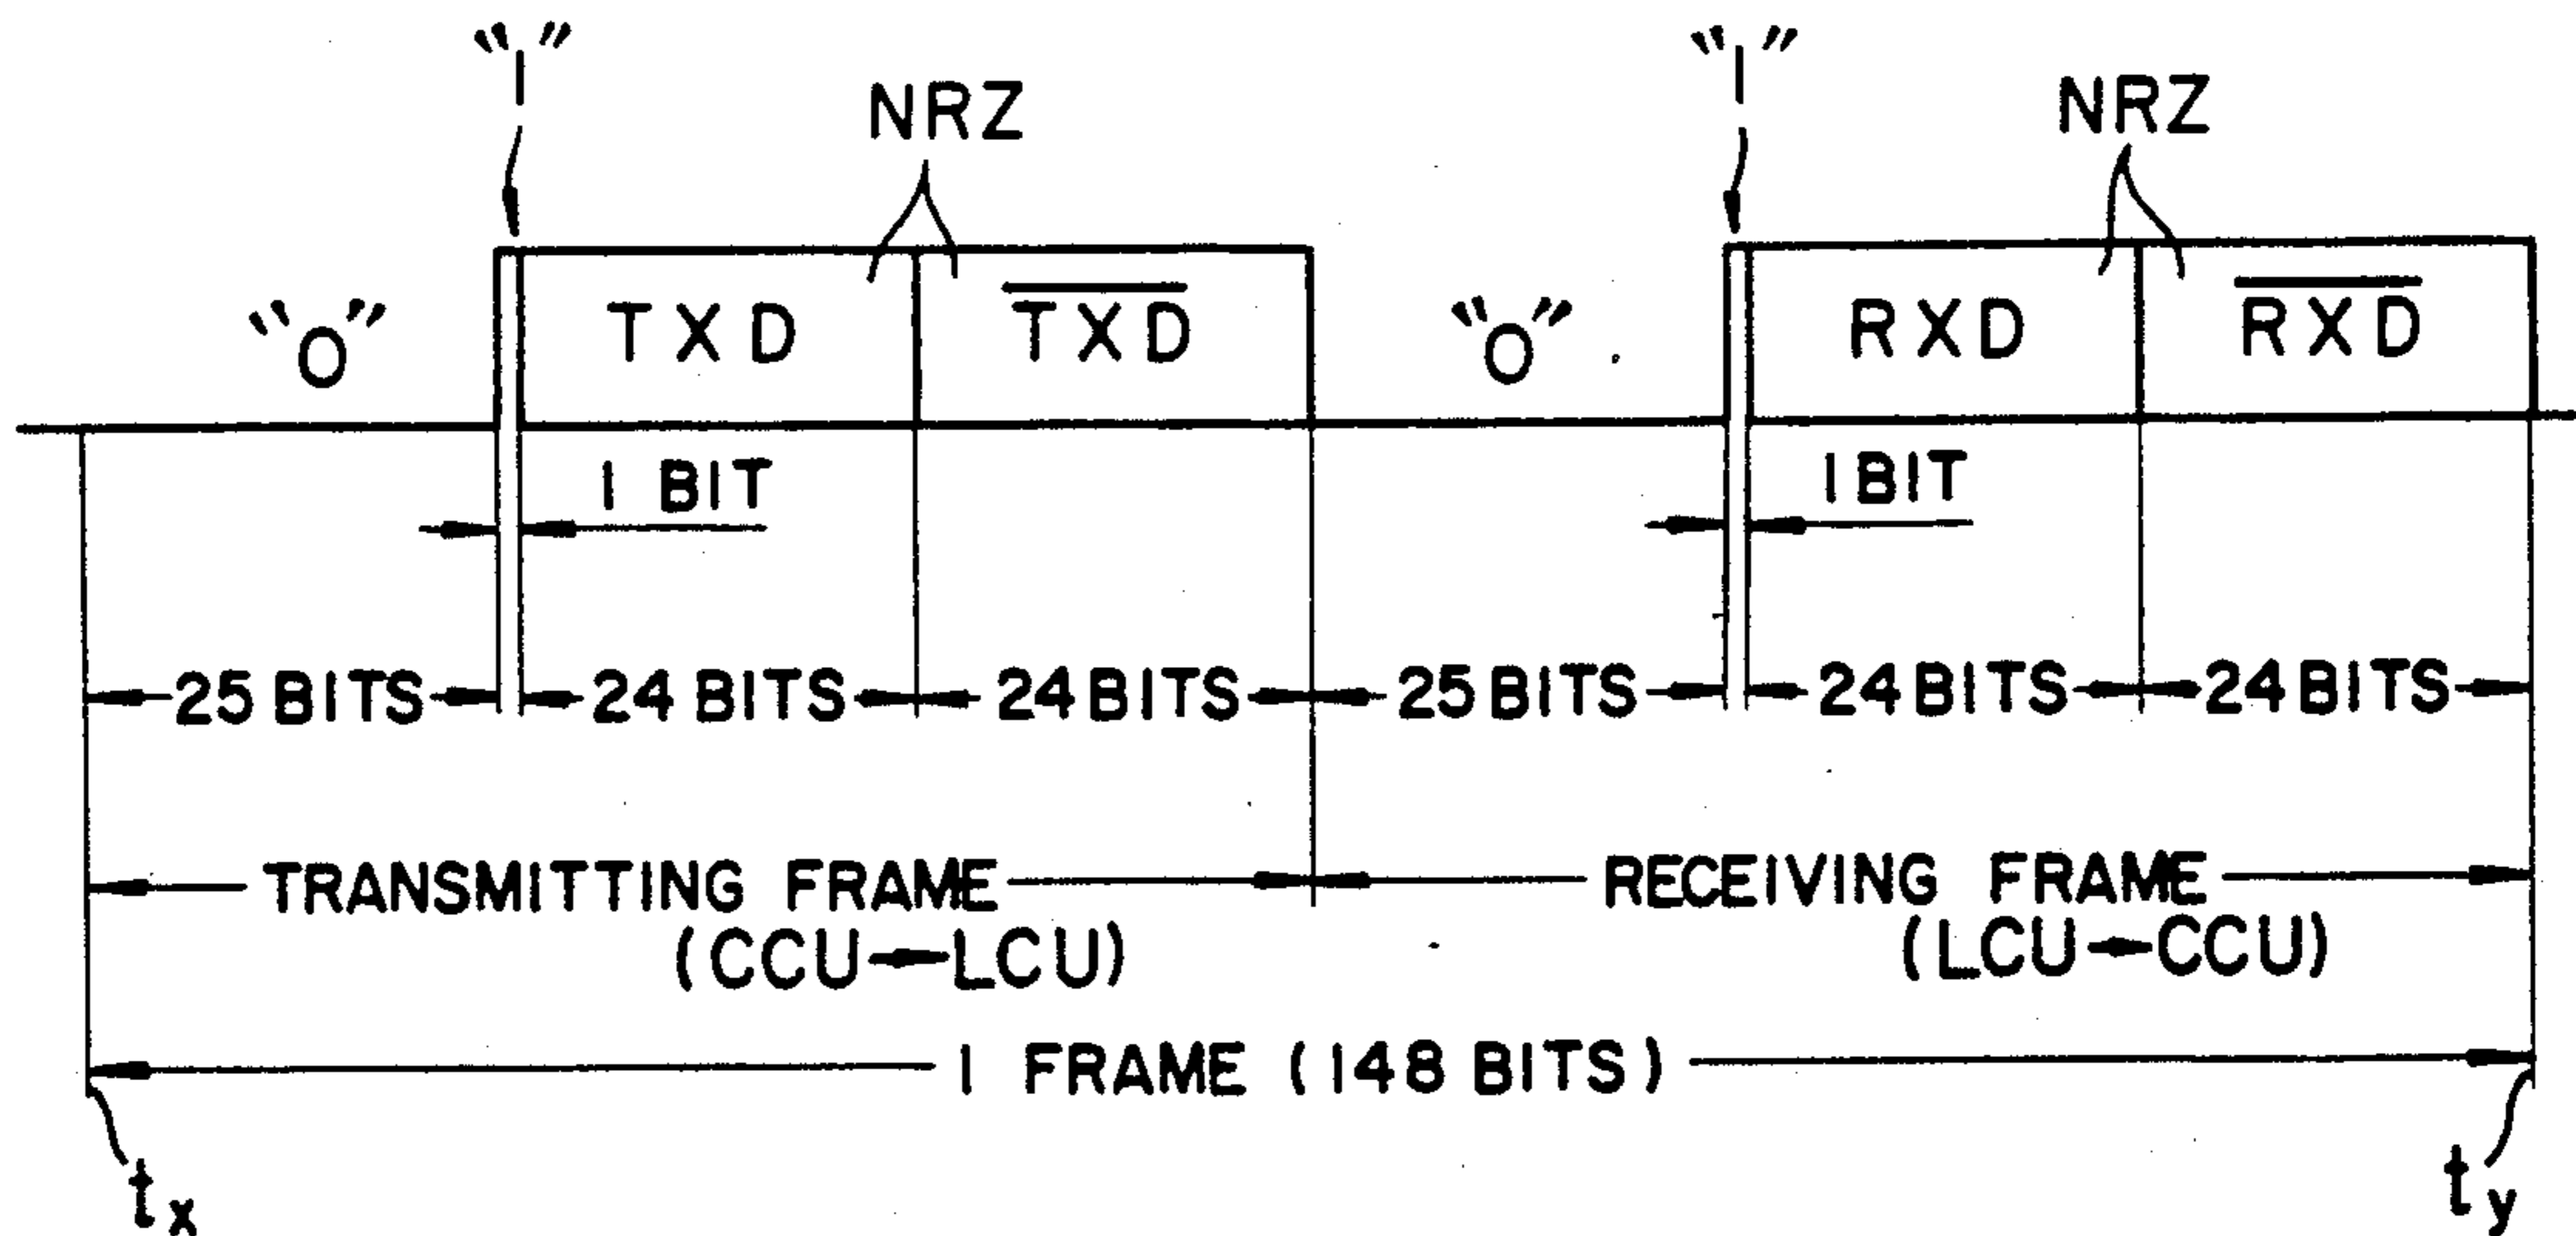 "1"
"1"
NRZ
NRZ
"0"
TXD
T̅X̅D̅
"0"
RXD
R̅X̅D̅
1 BIT
1 BIT
25 BITS
24 BITS
24 BITS
25 BITS
24 BITS
24 BITS
TRANSMITTING FRAME
(CCU→LCU)
RECEIVING FRAME
(LCU→CCU)
1 FRAME (148 BITS)
tx
ty